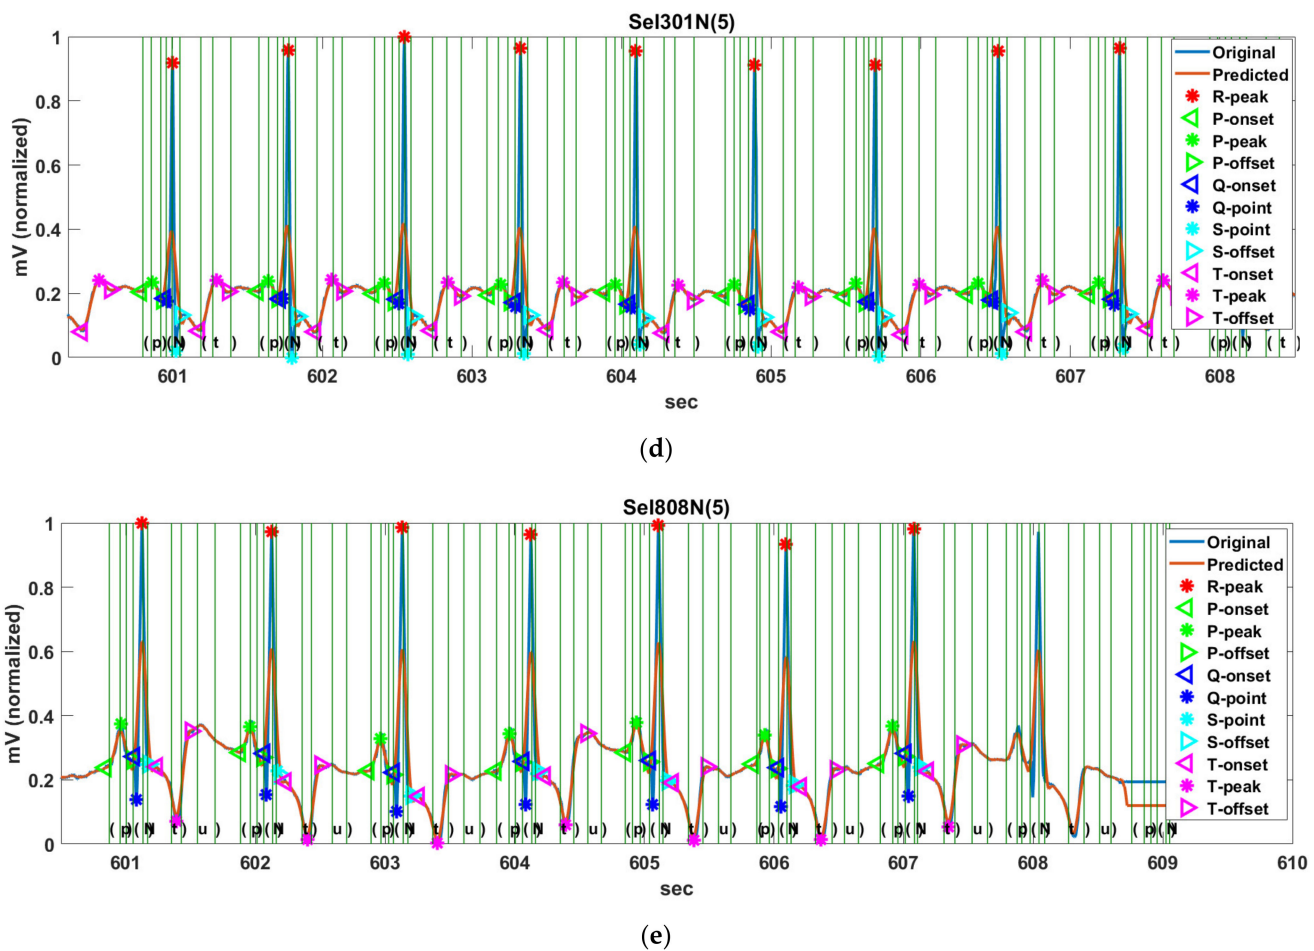 Sel301N(5)
mV (normalized)
1
0.8
0.6
0.4
0.2
0
Original
Predicted
R-peak
P-onset
P-peak
P-offset
Q-onset
Q-point
S-point
S-offset
T-onset
T-peak
T-offset
(p)(N) (t) (p)(N (t) (p)(N) (t) (p)(N) (t) (p)(N) (t) (p)(N) (t) (p)(N) (t) (p)(N) (t) (p)(N (t) (p)(N (t)
601 602 603 604 605 606 607 608
sec
(d)
Sel808N(5)
mV (normalized)
1
0.8
0.6
0.4
0.2
0
Original
Predicted
R-peak
P-onset
P-peak
P-offset
Q-onset
Q-point
S-point
S-offset
T-onset
T-peak
T-offset
(p)(N t) u) (p)(N t) u) (p)(N t) u) (p)(N t) u) (p)(N t) u) (p)(N t) u) (p)(N t u) (p)(N t u) (p)(N
601 602 603 604 605 606 607 608 609 610
sec
(e)